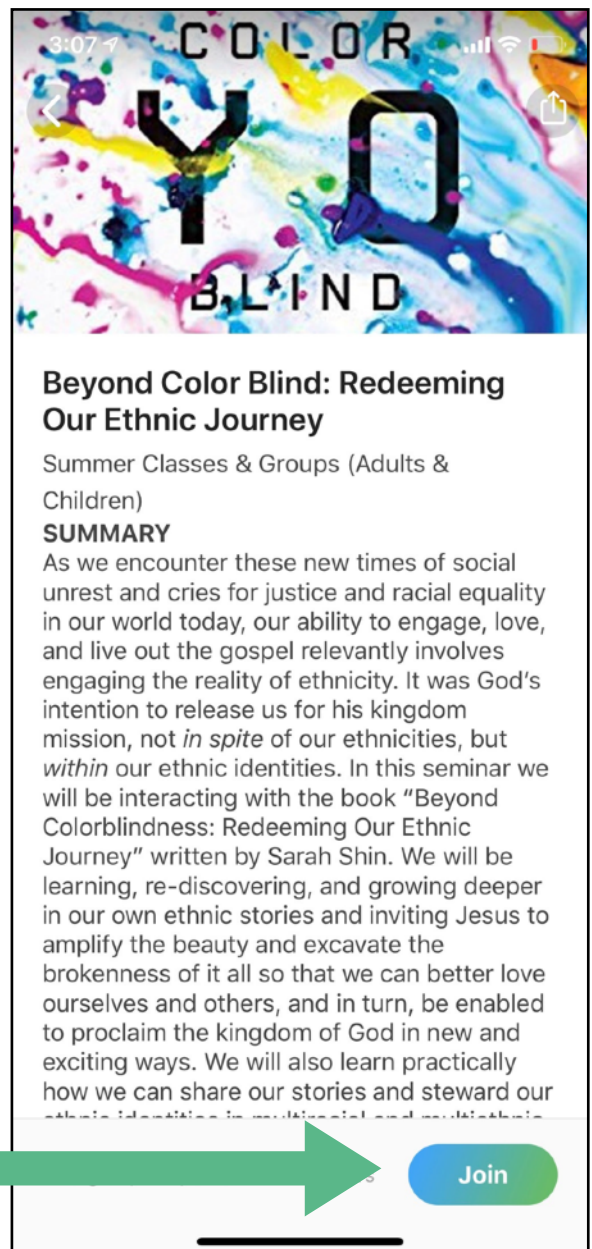 3:07
COLOR
YO
BLIND
Beyond Color Blind: Redeeming
Our Ethnic Journey
Summer Classes & Groups (Adults &
Children)
SUMMARY
As we encounter these new times of social
unrest and cries for justice and racial equality
in our world today, our ability to engage, love,
and live out the gospel relevantly involves
engaging the reality of ethnicity. It was God's
intention to release us for his kingdom
mission, not in spite of our ethnicities, but
within our ethnic identities. In this seminar we
will be interacting with the book “Beyond
Colorblindness: Redeeming Our Ethnic
Journey” written by Sarah Shin. We will be
learning, re-discovering, and growing deeper
in our own ethnic stories and inviting Jesus to
amplify the beauty and excavate the
brokenness of it all so that we can better love
ourselves and others, and in turn, be enabled
to proclaim the kingdom of God in new and
exciting ways. We will also learn practically
how we can share our stories and steward our
ethnic identities in multiracial and multiethnic
Join